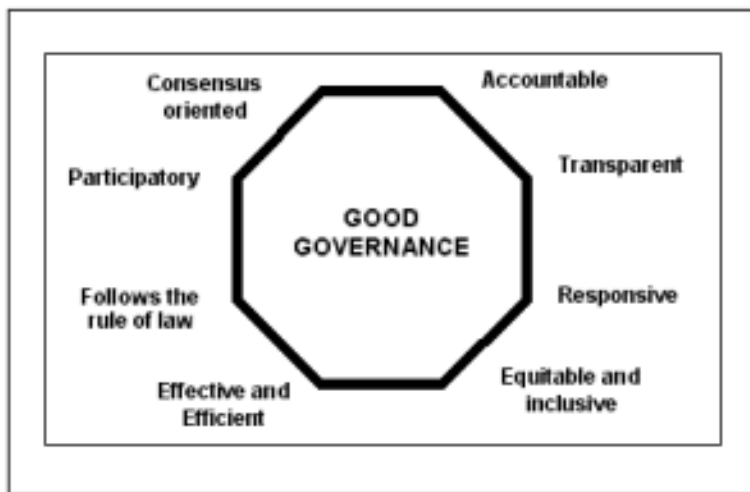 Consensus
oriented
Accountable
Participatory
Transparent
GOOD
GOVERNANCE
Follows the
rule of law
Responsive
Effective and
Efficient
Equitable and
inclusive